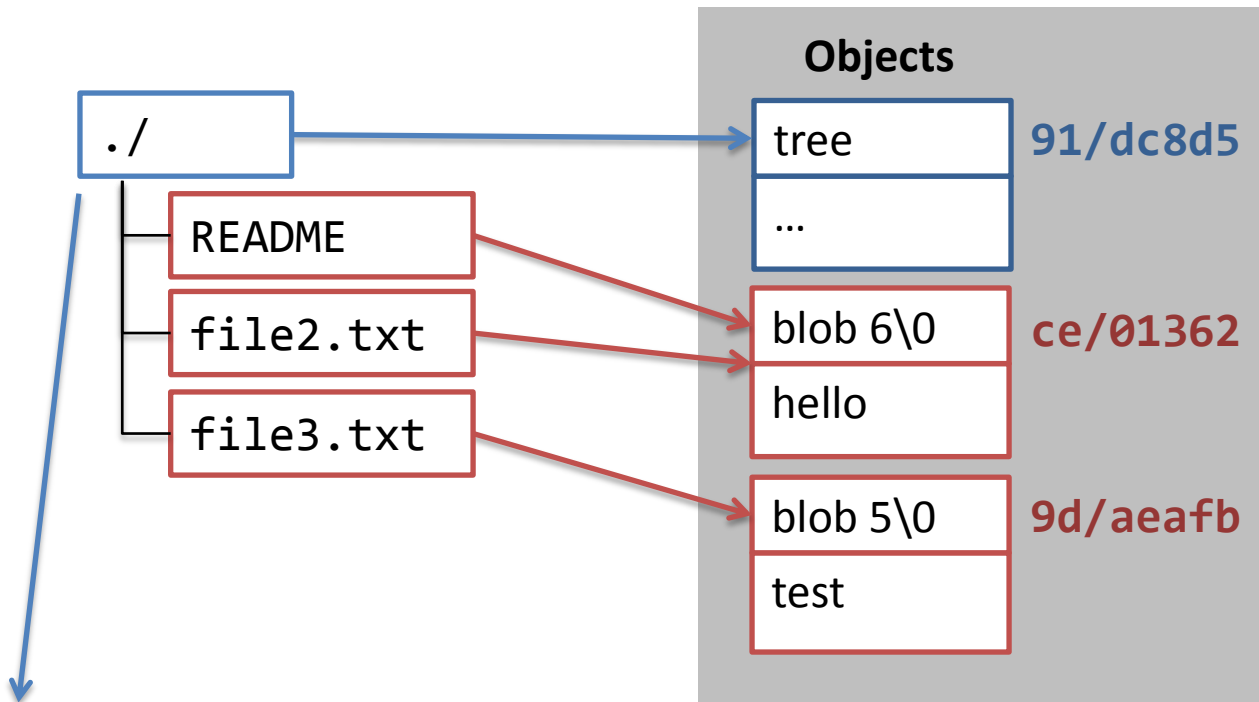 Objects
./
tree
91/dc8d5
...
README
blob 6\0
ce/01362
file2.txt
hello
file3.txt
blob 5\0
9d/aeafb
test